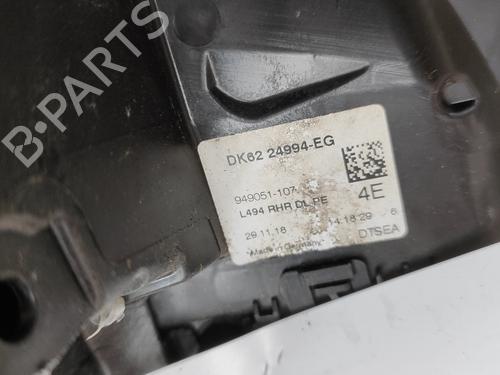 B-PARTS
DK62 24994-EG
949051-107
4E
L494 RHR DL PE
29.11.18 14:18:29 6
Made in Germany DTSEA